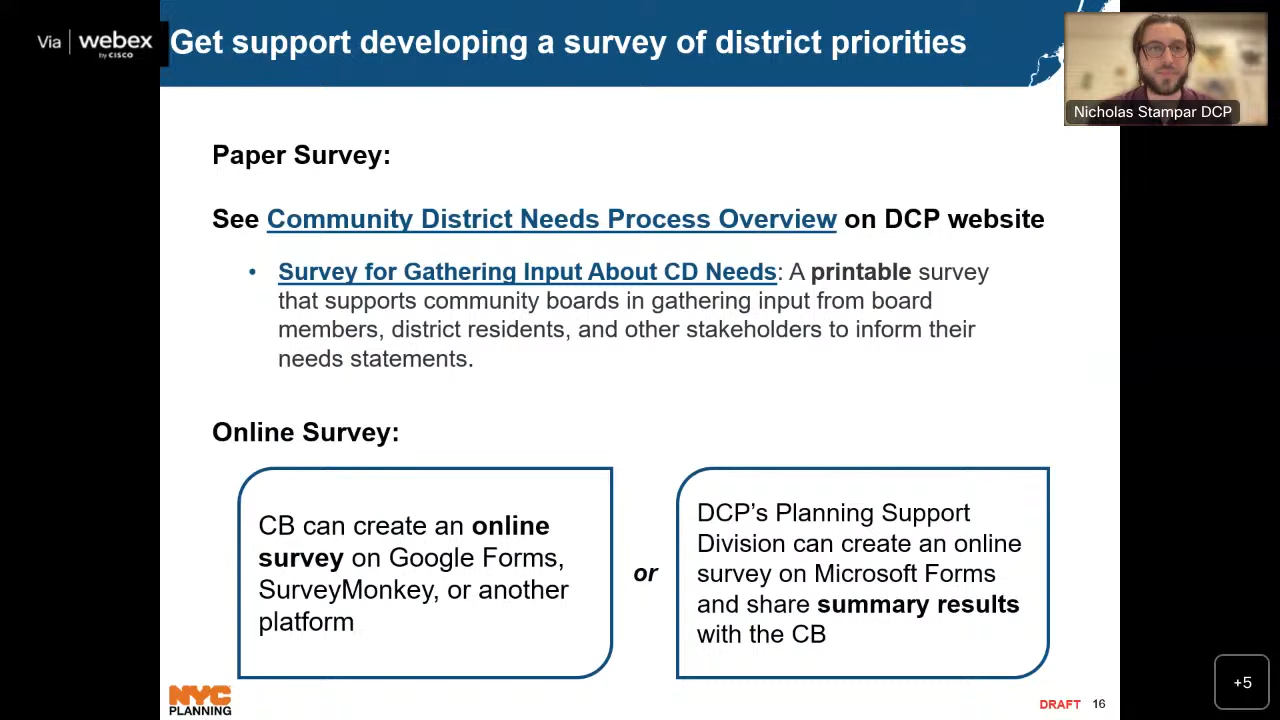 Via webex
by CISCO
Get support developing a survey of district priorities
Nicholas Stampar DCP
Paper Survey:
See Community District Needs Process Overview on DCP website
• Survey for Gathering Input About CD Needs: A printable survey
that supports community boards in gathering input from board
members, district residents, and other stakeholders to inform their
needs statements.
Online Survey:
CB can create an online
survey on Google Forms,
SurveyMonkey, or another
platform
or
DCP’s Planning Support
Division can create an online
survey on Microsoft Forms
and share summary results
with the CB
NYC
PLANNING
DRAFT 16
+5